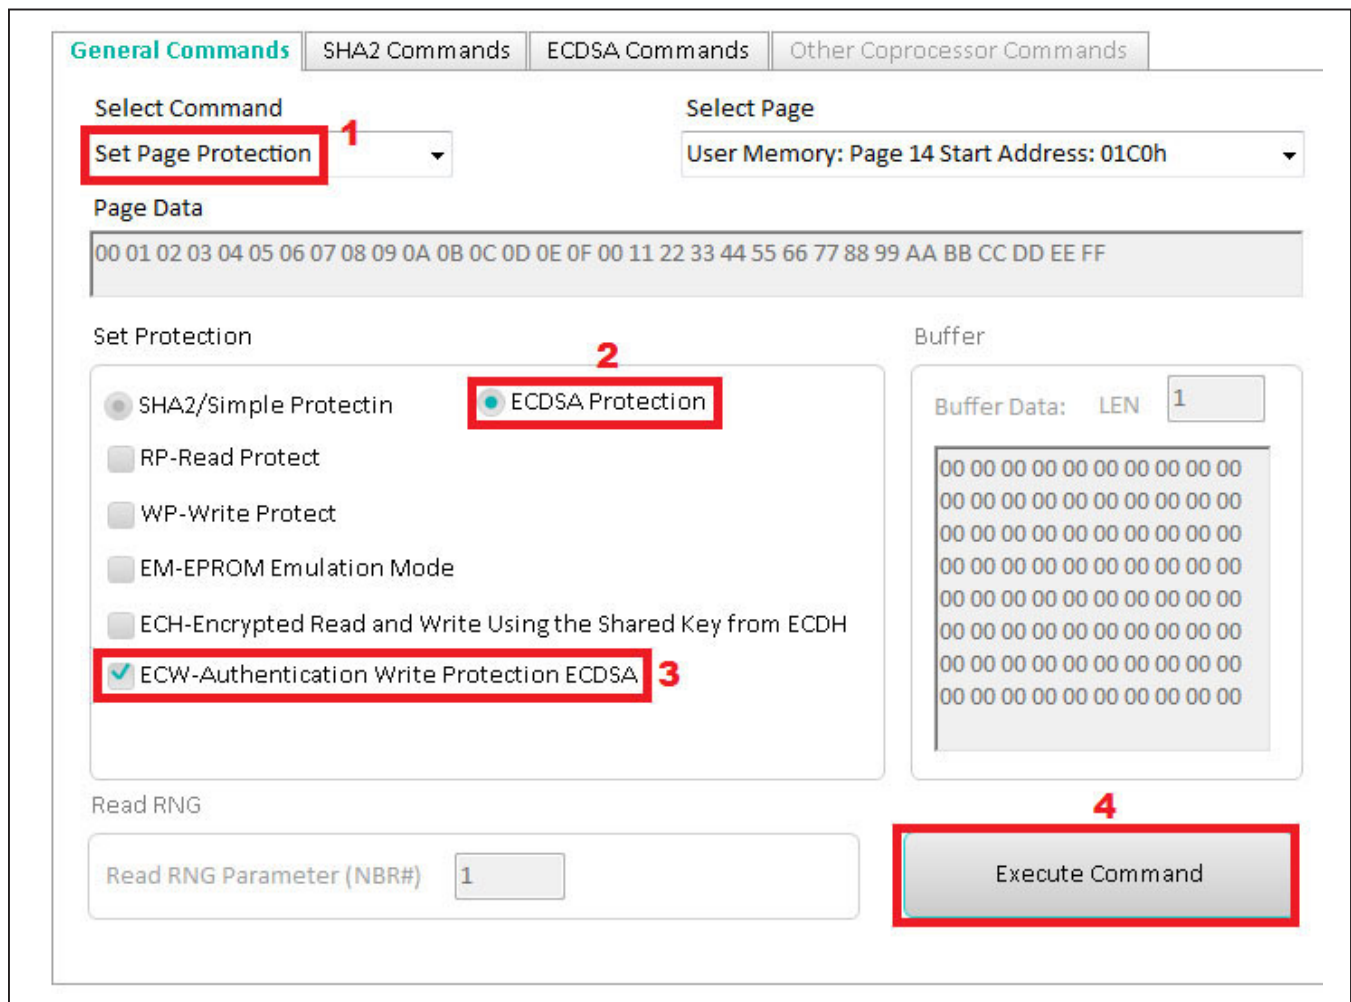 General Commands SHA2 Commands ECDSA Commands Other Coprocessor Commands
Select Command Select Page
1
Set Page Protection User Memory: Page 14 Start Address: 01C0h
Page Data
00 01 02 03 04 05 06 07 08 09 0A 0B 0C 0D 0E 0F 00 11 22 33 44 55 66 77 88 99 AA BB CC DD EE FF
Set Protection
2
SHA2/Simple Protectin ECDSA Protection
RP-Read Protect
WP-Write Protect
EM-EPROM Emulation Mode
ECH-Encrypted Read and Write Using the Shared Key from ECDH
ECW-Authentication Write Protection ECDSA 3
Buffer
Buffer Data: LEN 1
00 00 00 00 00 00 00 00 00 00
00 00 00 00 00 00 00 00 00 00
00 00 00 00 00 00 00 00 00 00
00 00 00 00 00 00 00 00 00 00
00 00 00 00 00 00 00 00 00 00
00 00 00 00 00 00 00 00 00 00
00 00 00 00 00 00 00 00 00 00
00 00 00 00 00 00 00 00 00 00
Read RNG
Read RNG Parameter (NBR#) 1
4
Execute Command